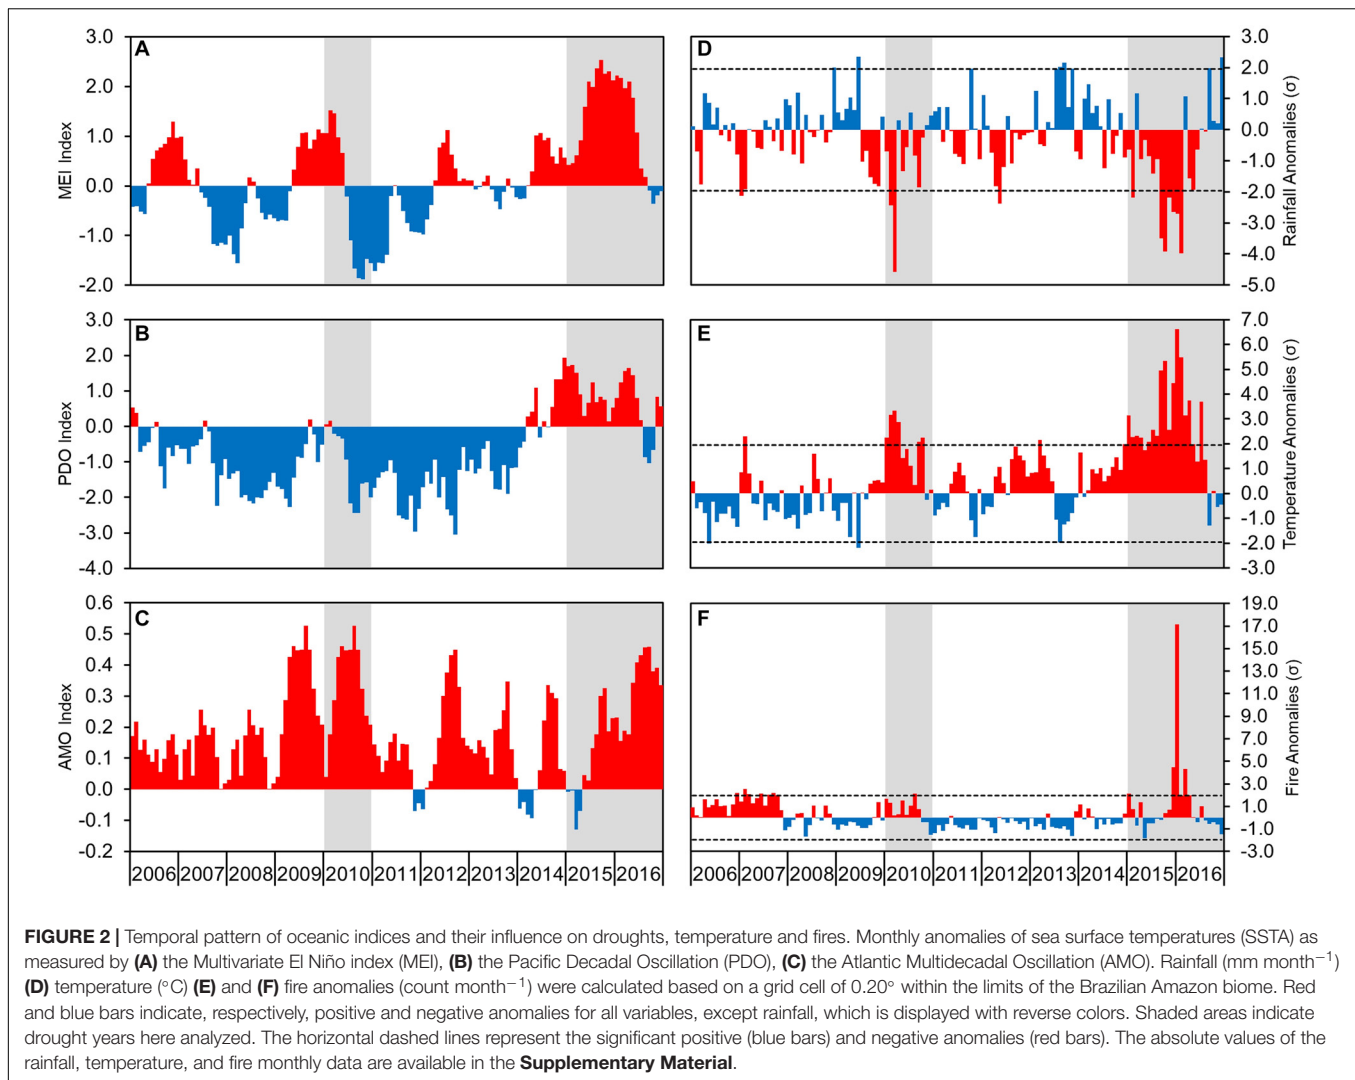 A
3.0
2.0
1.0
0.0
-1.0
-2.0
MEI Index
B
3.0
2.0
1.0
0.0
-1.0
-2.0
-3.0
-4.0
PDO Index
C
0.6
0.5
0.4
0.3
0.2
0.1
0.0
-0.1
-0.2
AMO Index
2006 2007 2008 2009 2010 2011 2012 2013 2014 2015 2016
D
3.0
2.0
1.0
0.0
-1.0
-2.0
-3.0
-4.0
-5.0
Rainfall Anomalies (σ)
E
7.0
6.0
5.0
4.0
3.0
2.0
1.0
0.0
-1.0
-2.0
-3.0
Temperature Anomalies (σ)
F
19.0
17.0
15.0
13.0
11.0
9.0
7.0
5.0
3.0
1.0
-1.0
-3.0
Fire Anomalies (σ)
2006 2007 2008 2009 2010 2011 2012 2013 2014 2015 2016
FIGURE 2 | Temporal pattern of oceanic indices and their influence on droughts, temperature and fires. Monthly anomalies of sea surface temperatures (SSTA) as
measured by (A) the Multivariate El Niño index (MEI), (B) the Pacific Decadal Oscillation (PDO), (C) the Atlantic Multidecadal Oscillation (AMO). Rainfall (mm month−1)
(D) temperature (°C) (E) and (F) fire anomalies (count month−1) were calculated based on a grid cell of 0.20° within the limits of the Brazilian Amazon biome. Red
and blue bars indicate, respectively, positive and negative anomalies for all variables, except rainfall, which is displayed with reverse colors. Shaded areas indicate
drought years here analyzed. The horizontal dashed lines represent the significant positive (blue bars) and negative anomalies (red bars). The absolute values of the
rainfall, temperature, and fire monthly data are available in the Supplementary Material.